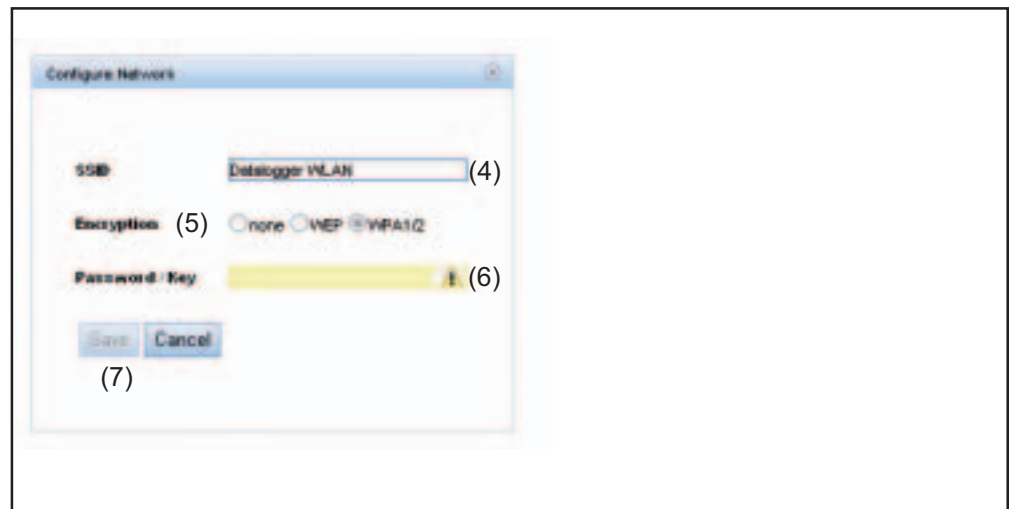 Configure Network
SSID Datalogger WLAN (4)
Encryption (5) none WEP WPA1/2
Password / Key (6)
Save Cancel
(7)